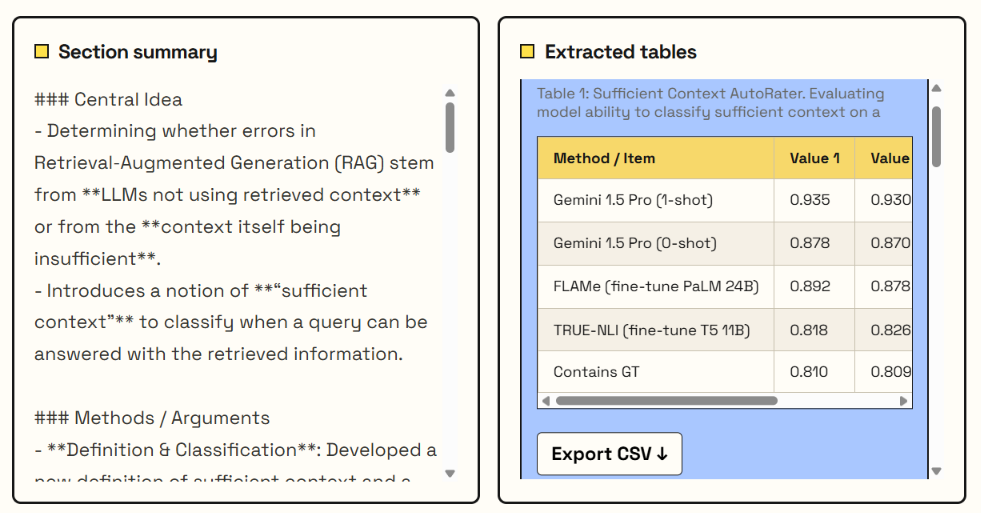 Section summary
### Central Idea
- Determining whether errors in
Retrieval-Augmented Generation (RAG) stem
from **LLMs not using retrieved context**
or from the **context itself being
insufficient**.
- Introduces a notion of **“sufficient
context”** to classify when a query can be
answered with the retrieved information.
### Methods / Arguments
- **Definition & Classification**: Developed a
new definition of sufficient context and a
Extracted tables
Table 1: Sufficient Context AutoRater. Evaluating
model ability to classify sufficient context on a
Method / Item Value 1 Value
Gemini 1.5 Pro (1-shot) 0.935 0.930
Gemini 1.5 Pro (0-shot) 0.878 0.870
FLAMe (fine-tune PaLM 24B) 0.892 0.878
TRUE-NLI (fine-tune T5 11B) 0.818 0.826
Contains GT 0.810 0.809
Export CSV ↓